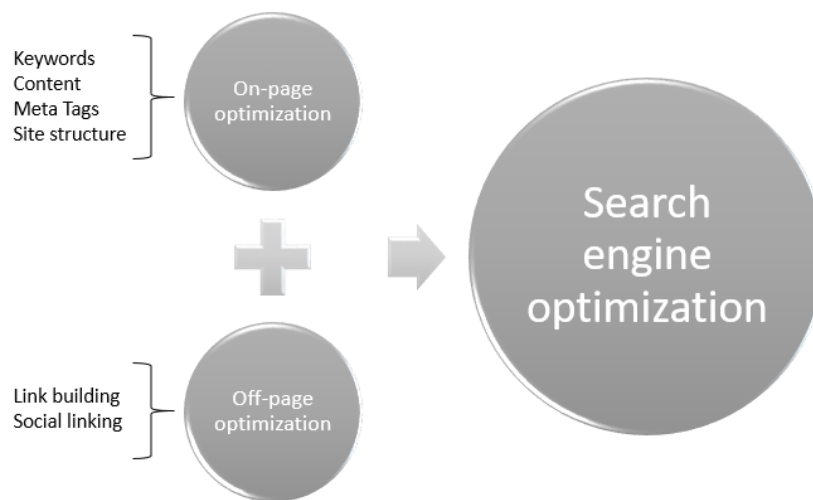 Keywords
Content
Meta Tags
Site structure
On-page
optimization
Link building
Social linking
Off-page
optimization
Search
engine
optimization